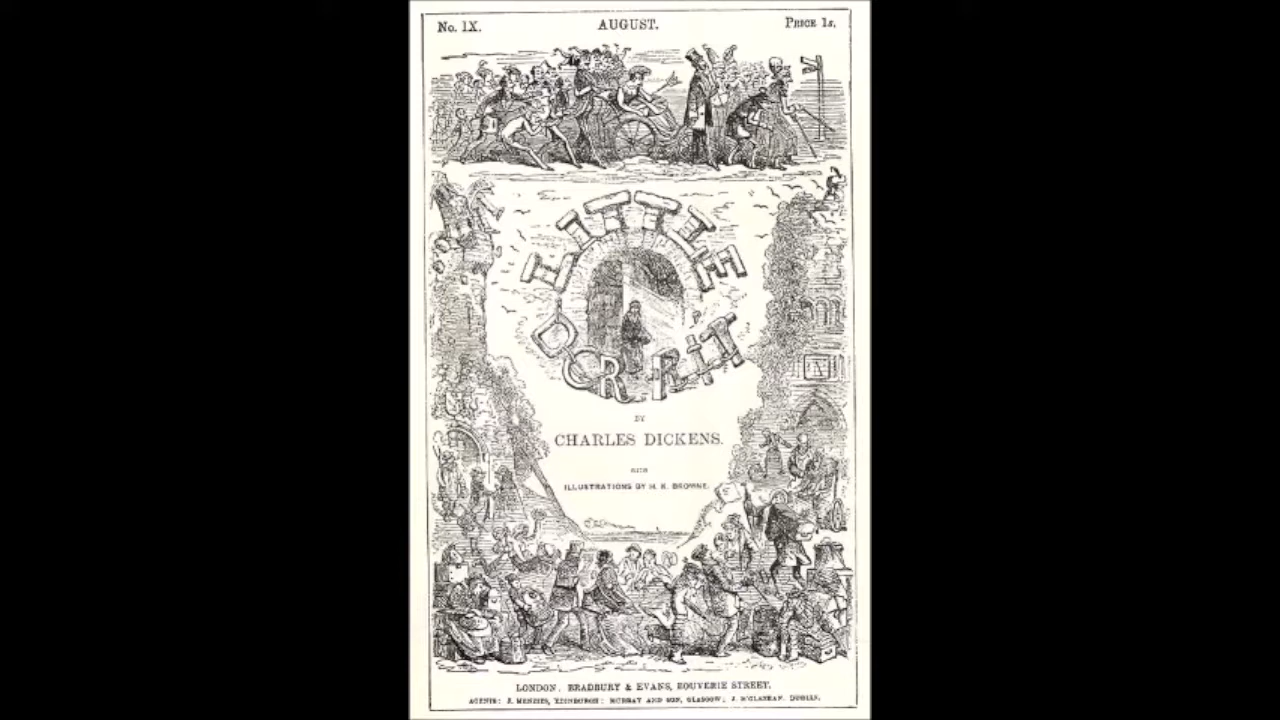 No. IX. AUGUST. PRICE 1s.
LITTLE
DORRIT
BY
CHARLES DICKENS.
WITH
ILLUSTRATIONS BY H. K. BROWNE.
LONDON: BRADBURY & EVANS, BOUVERIE STREET.
AGENTS: J. MENZIES, EDINBURGH; MURRAY AND SON, GLASGOW; J. M'GLASHAN, DUBLIN.